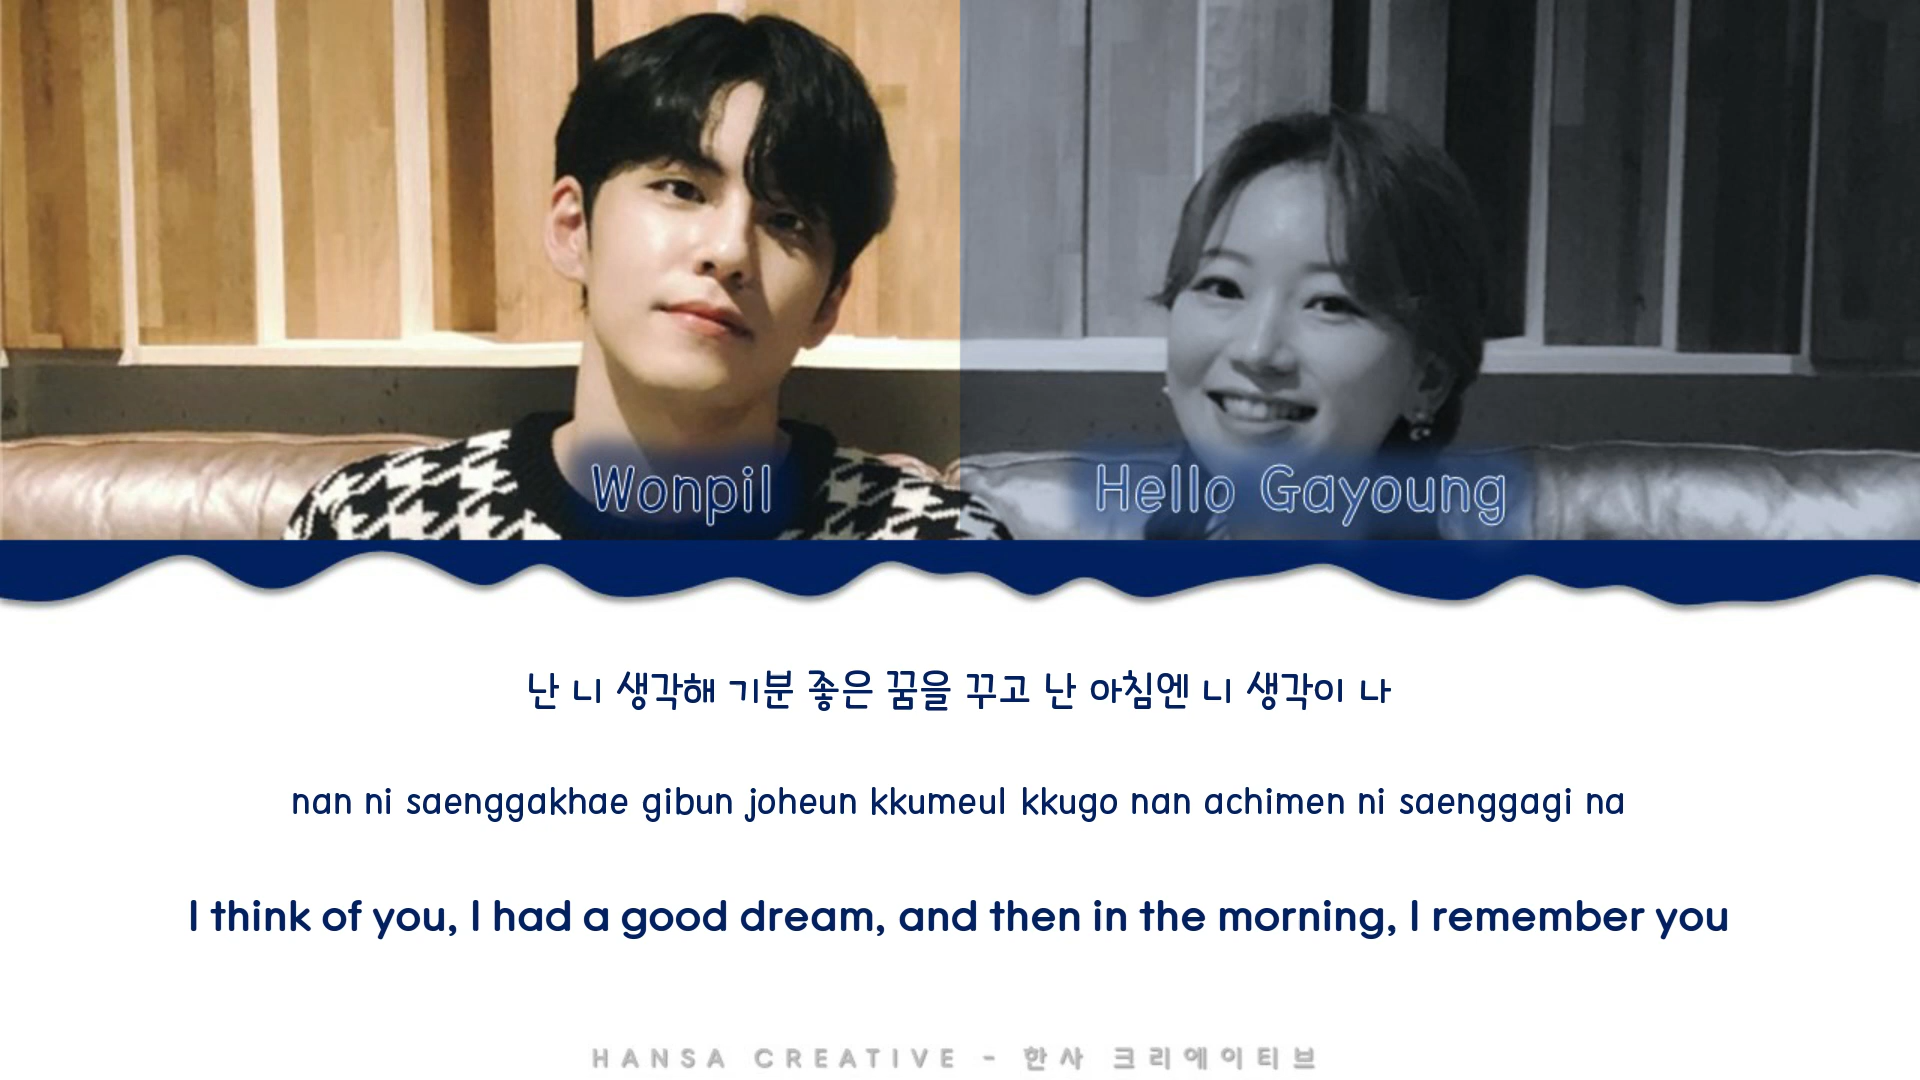 Wonpil
Hello Gayoung
난 니 생각해 기분 좋은 꿈을 꾸고 난 아침엔 니 생각이 나
nan ni saenggakhae gibun joheun kkumeul kkugo nan achimen ni saenggagi na
I think of you, I had a good dream, and then in the morning, I remember you
HANSA CREATIVE - 한사 크리에이티브